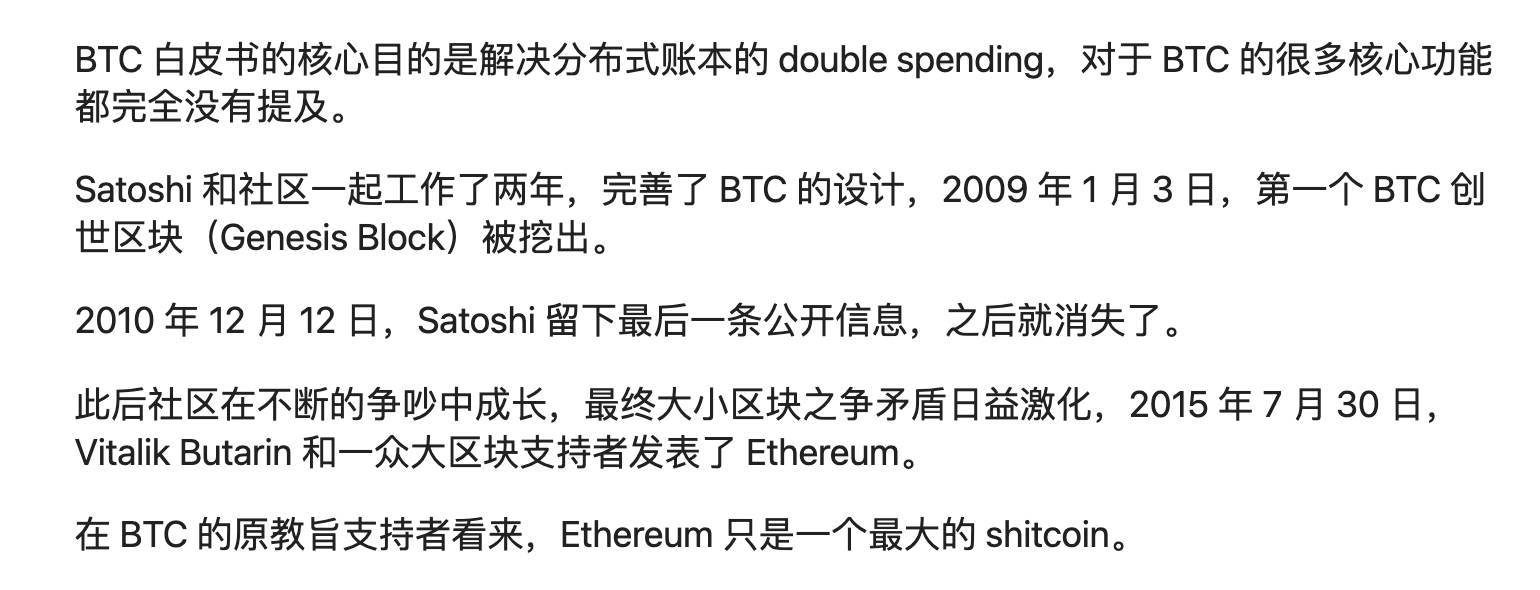 BTC 白皮书的核心目的是解决分布式账本的 double spending，对于 BTC 的很多核心功能
都完全没有提及。
Satoshi 和社区一起工作了两年，完善了 BTC 的设计，2009 年 1 月 3 日，第一个 BTC 创
世区块（Genesis Block）被挖出。
2010 年 12 月 12 日，Satoshi 留下最后一条公开信息，之后就消失了。
此后社区在不断的争吵中成长，最终大小区块之争矛盾日益激化，2015 年 7 月 30 日，
Vitalik Butarin 和一众大区块支持者发表了 Ethereum。
在 BTC 的原教旨支持者看来，Ethereum 只是一个最大的 shitcoin。